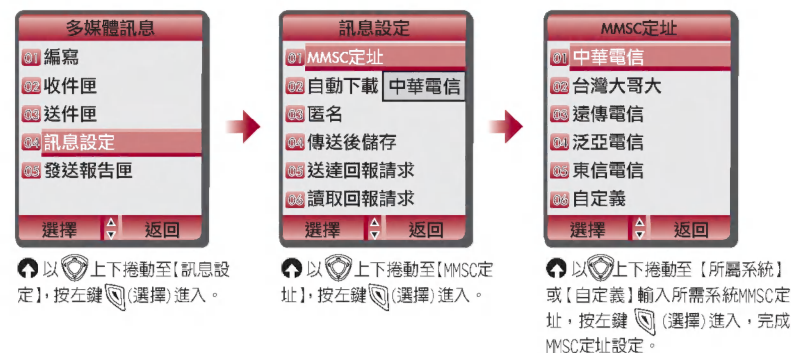 多媒體訊息
01 編寫
02 收件匣
03 送件匣
04 訊息設定
05 發送報告匣
選擇 返回
以上下捲動至【訊息設
定】,按左鍵(選擇)進入。
訊息設定
01 MMSC定址
02 自動下載 中華電信
03 匿名
04 傳送後儲存
05 送達回報請求
06 讀取回報請求
選擇 返回
以上下捲動至【MMSC定
址】,按左鍵(選擇)進入。
MMSC定址
01 中華電信
02 台灣大哥大
03 遠傳電信
04 泛亞電信
05 東信電信
06 自定義
選擇 返回
以上下捲動至【所屬系統】
或【自定義】輸入所需系統MMSC定
址,按左鍵 (選擇)進入,完成
MMSC定址設定。